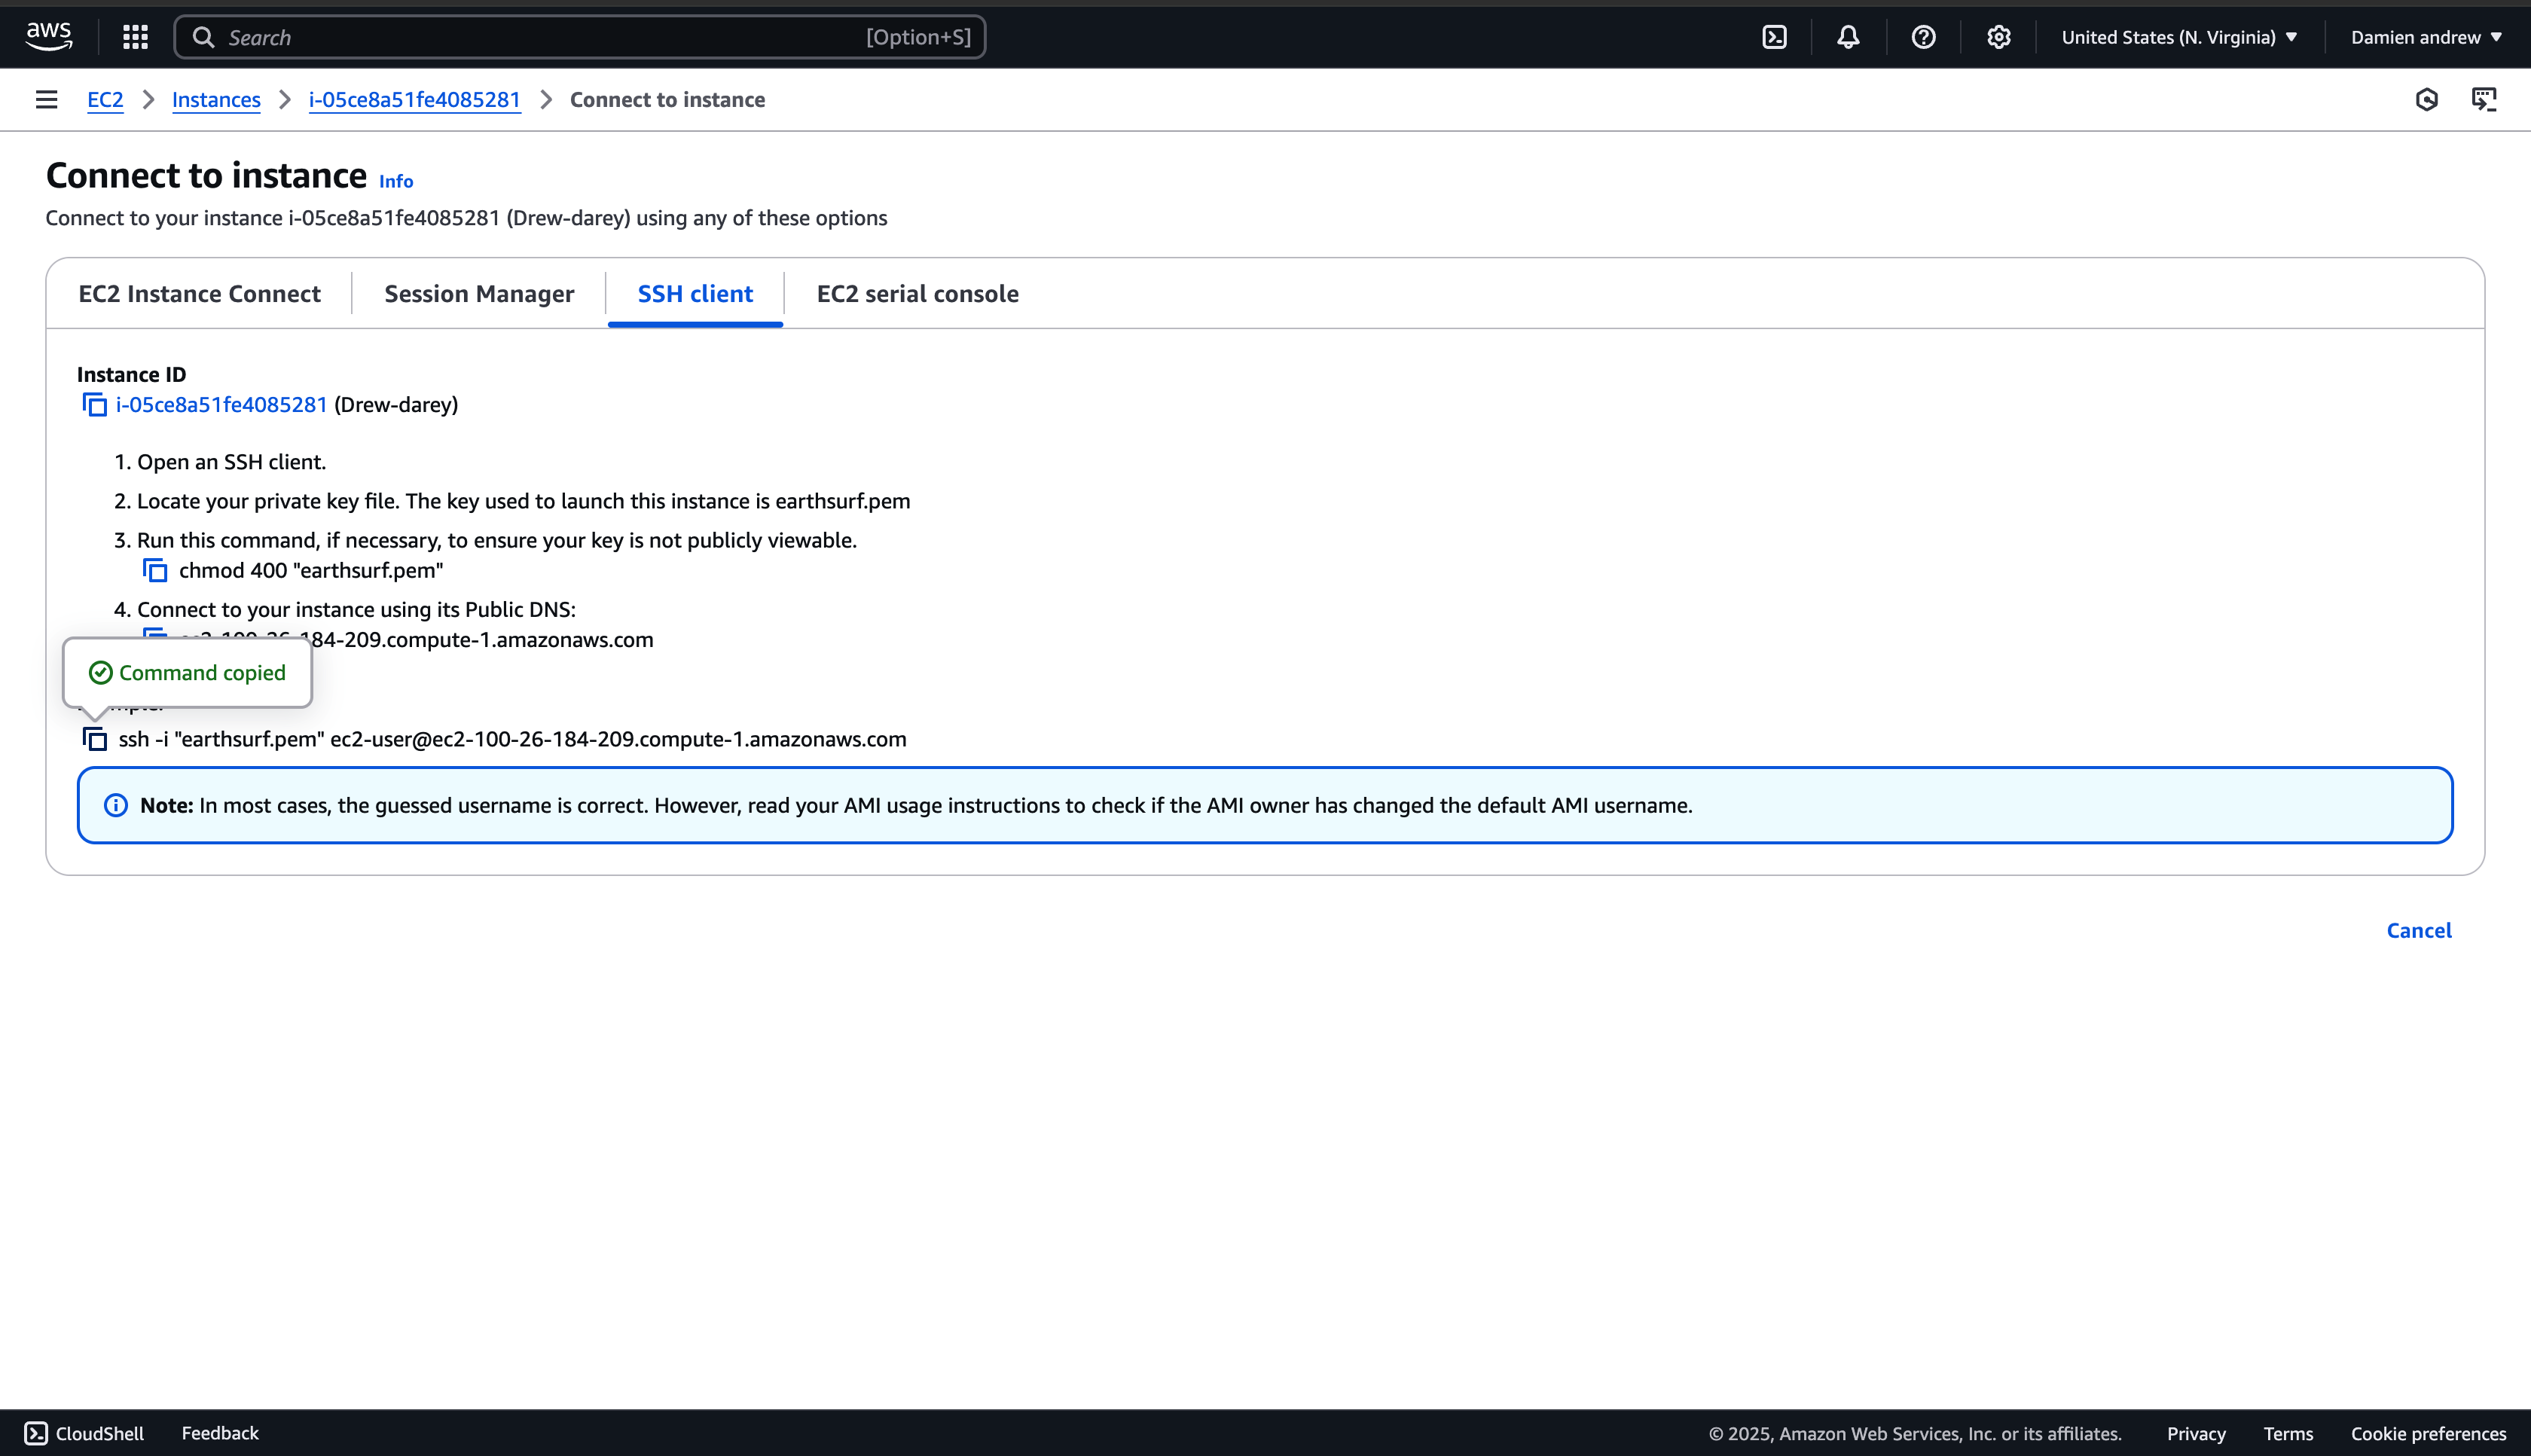 aws
Search [Option+S]
United States (N. Virginia) Damien andrew
EC2 Instances i-05ce8a51fe4085281 Connect to instance
Connect to instance Info
Connect to your instance i-05ce8a51fe4085281 (Drew-darey) using any of these options
EC2 Instance Connect Session Manager SSH client EC2 serial console
Instance ID
i-05ce8a51fe4085281 (Drew-darey)
1. Open an SSH client.
2. Locate your private key file. The key used to launch this instance is earthsurf.pem
3. Run this command, if necessary, to ensure your key is not publicly viewable.
chmod 400 "earthsurf.pem"
4. Connect to your instance using its Public DNS:
ec2-100-26-184-209.compute-1.amazonaws.com
Command copied
ssh -i "earthsurf.pem" ec2-user@ec2-100-26-184-209.compute-1.amazonaws.com
Note: In most cases, the guessed username is correct. However, read your AMI usage instructions to check if the AMI owner has changed the default AMI username.
Cancel
CloudShell Feedback © 2025, Amazon Web Services, Inc. or its affiliates. Privacy Terms Cookie preferences